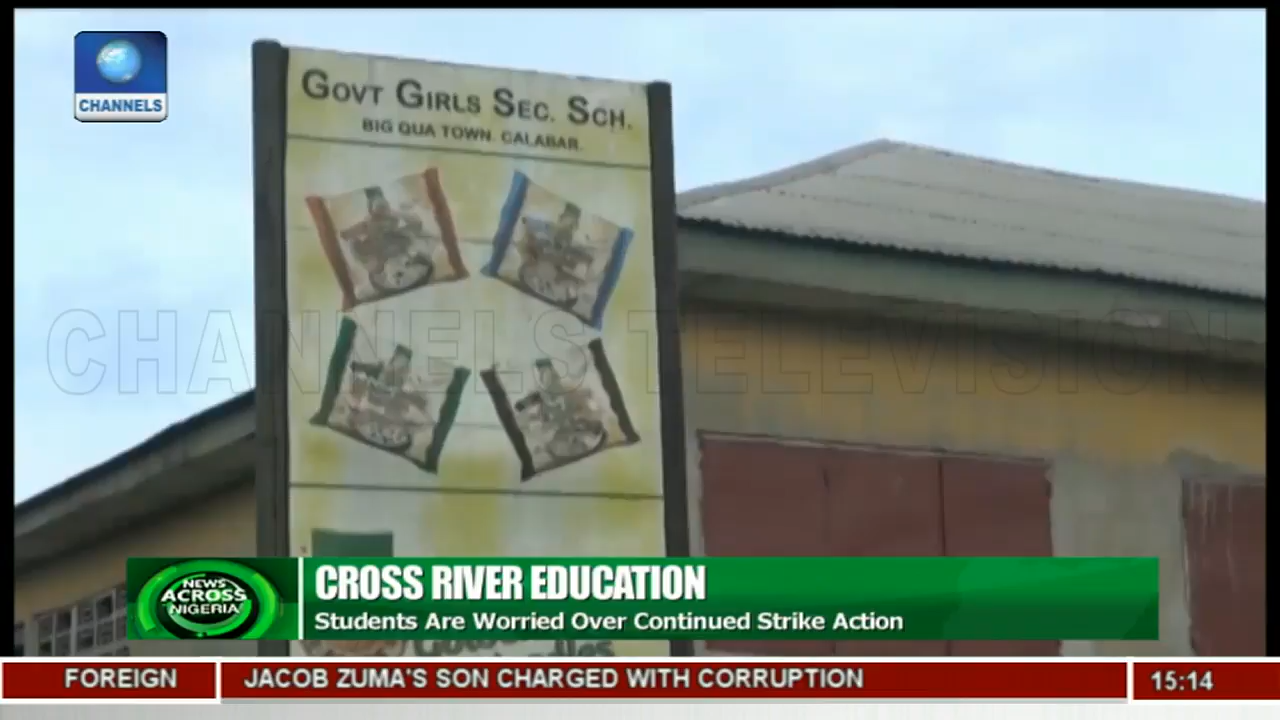 CHANNELS
GOVT GIRLS SEC. SCH.
BIG QUA TOWN. CALABAR.
CHANNELS TELEVISION
NEWS
ACROSS
NIGERIA
CROSS RIVER EDUCATION
Students Are Worried Over Continued Strike Action
FOREIGN
JACOB ZUMA'S SON CHARGED WITH CORRUPTION
15:14